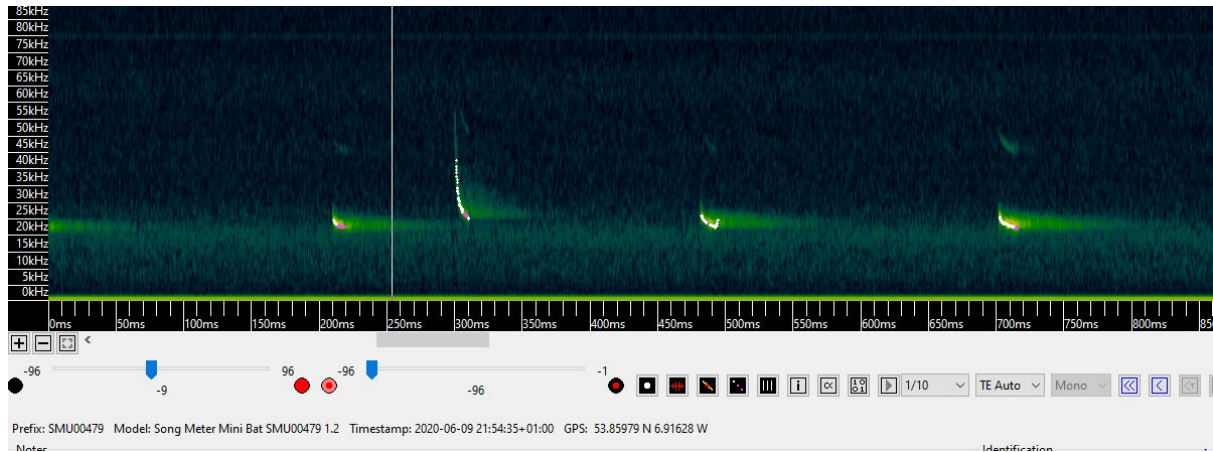 85kHz
80kHz
75kHz
70kHz
65kHz
60kHz
55kHz
50kHz
45kHz
40kHz
35kHz
30kHz
25kHz
20kHz
15kHz
10kHz
5kHz
0kHz
0ms 50ms 100ms 150ms 200ms 250ms 300ms 350ms 400ms 450ms 500ms 550ms 600ms 650ms 700ms 750ms 800ms
-96 96 -96 -1
-9 -96
1/10 TE Auto Mono
Prefix: SMU00479 Model: Song Meter Mini Bat SMU00479 1.2 Timestamp: 2020-06-09 21:54:35+01:00 GPS: 53.85979 N 6.91628 W
Notes Identification